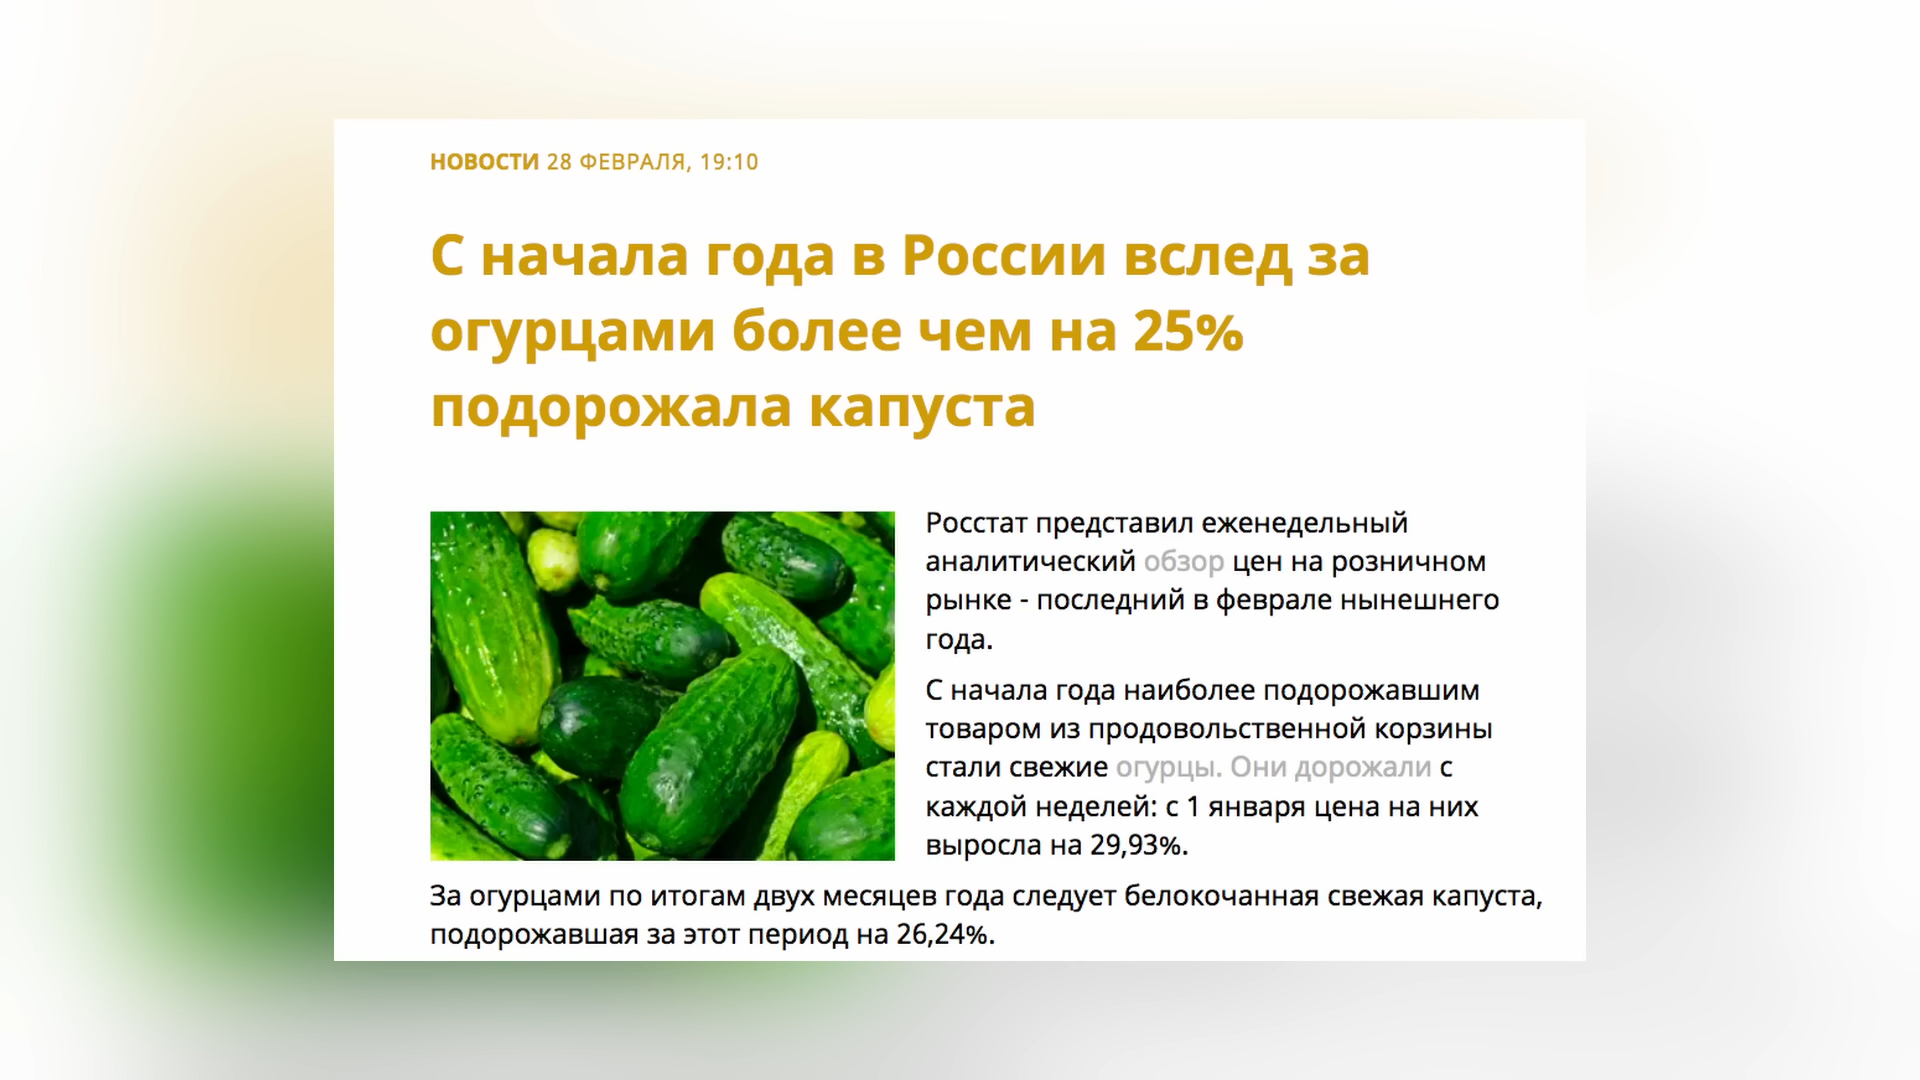 НОВОСТИ 28 ФЕВРАЛЯ, 19:10
С начала года в России вслед за
огурцами более чем на 25%
подорожала капуста
Росстат представил еженедельный
аналитический обзор цен на розничном
рынке - последний в феврале нынешнего
года.
С начала года наиболее подорожавшим
товаром из продовольственной корзины
стали свежие огурцы. Они дорожали с
каждой неделей: с 1 января цена на них
выросла на 29,93%.
За огурцами по итогам двух месяцев года следует белокочанная свежая капуста,
подорожавшая за этот период на 26,24%.